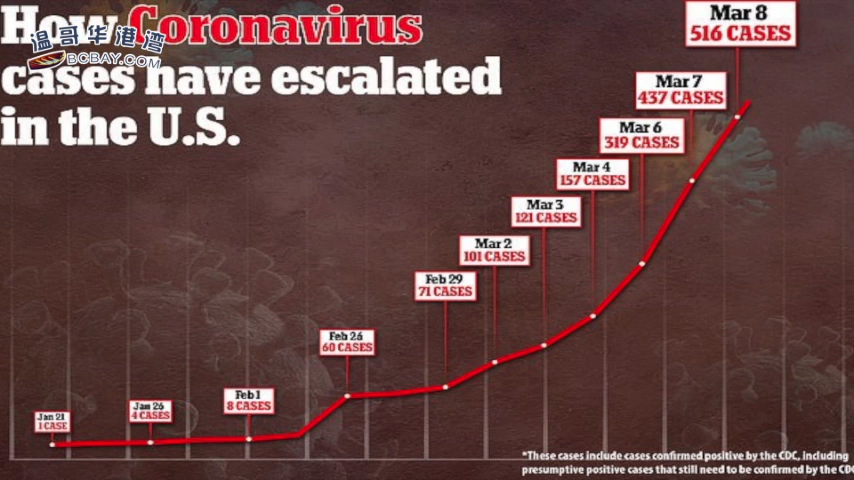 How Coronavirus
温哥华港湾
BCBAY.COM
cases have escalated
in the U.S.
Mar 8
516 CASES
Mar 7
437 CASES
Mar 6
319 CASES
Mar 4
157 CASES
Mar 3
121 CASES
Mar 2
101 CASES
Feb 29
71 CASES
Feb 26
60 CASES
Feb 1
8 CASES
Jan 26
4 CASES
Jan 21
1 CASE
*These cases include cases confirmed positive by the CDC, including
presumptive positive cases that still need to be confirmed by the CDC